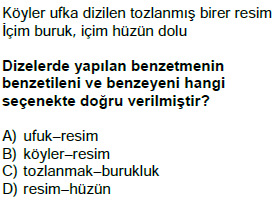 Köyler ufka dizilen tozlanmış birer resim
İçim buruk, içim hüzün dolu
Dizelerde yapılan benzetmenin
benzetileni ve benzeyeni hangi
seçenekte doğru verilmiştir?
A) ufuk–resim
B) köyler–resim
C) tozlanmak–burukluk
D) resim–hüzün